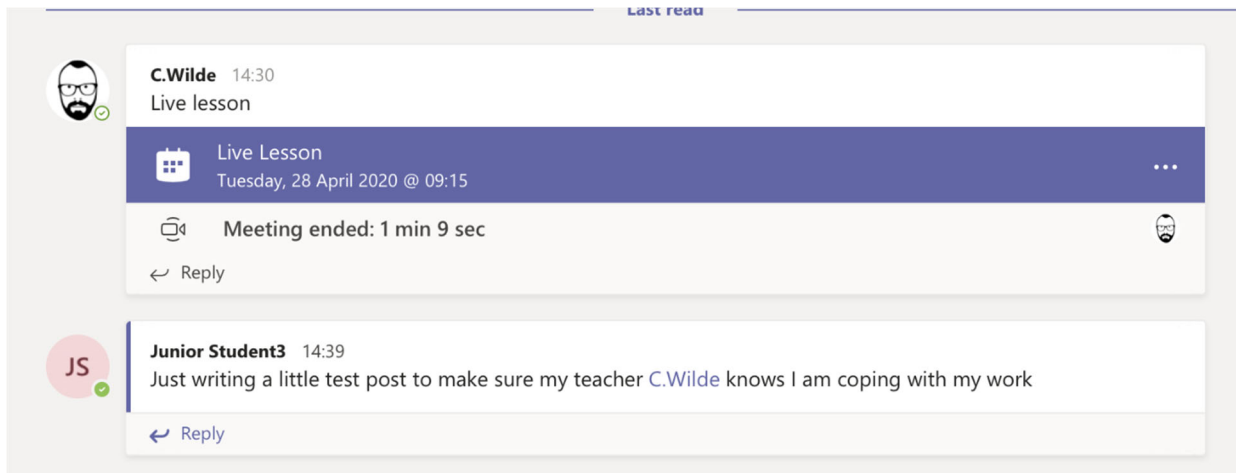 Last read
C.Wilde 14:30
Live lesson
Live Lesson
Tuesday, 28 April 2020 @ 09:15
Meeting ended: 1 min 9 sec
Reply
JS
Junior Student3 14:39
Just writing a little test post to make sure my teacher C.Wilde knows I am coping with my work
Reply